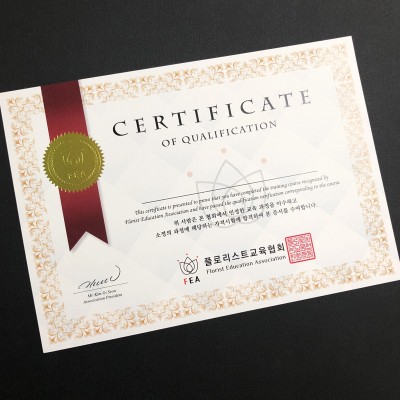 CERTIFICATE
OF QUALIFICATION
This certificate is presented to prove that you have completed the training course recognized by
Florist Education Association and have passed the qualification verification corresponding to the course
위 사람은 본 협회에서 인정한 교육 과정을 이수하고
소정의 과정에 해당하는 자격시험에 합격하여 본 증서를 수여합니다.
FEA
Association President
FEA
플로리스트교육협회
Florist Education Association